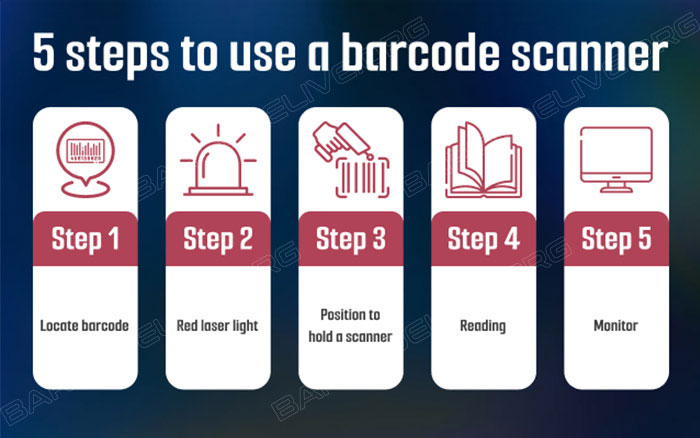 5 steps to use a barcode scanner
Step 1
Locate barcode
Step 2
Red laser light
Step 3
Position to
hold a scanner
Step 4
Reading
Step 5
Monitor